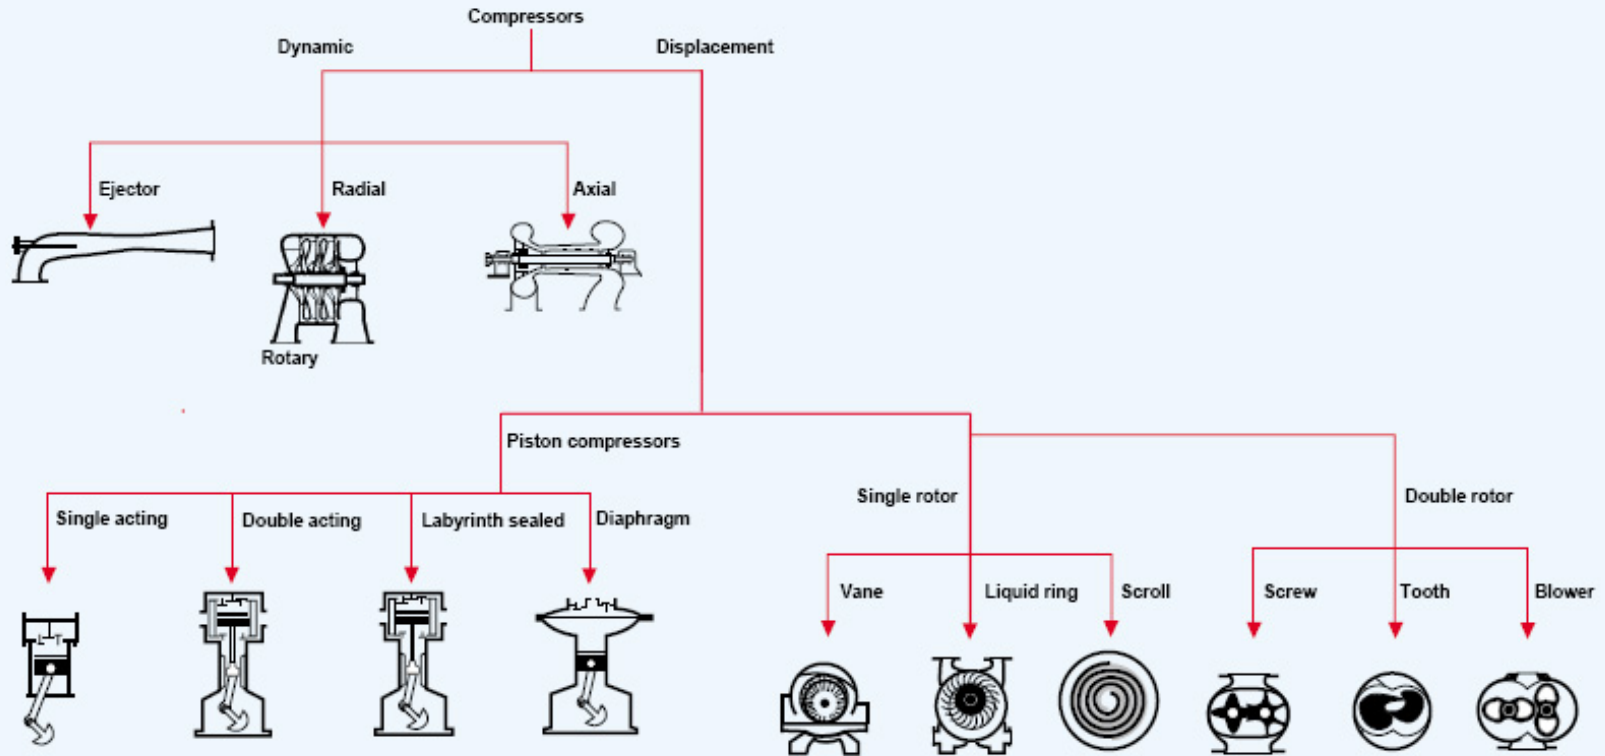 Compressors
Dynamic
Displacement
Ejector
Radial
Axial
Rotary
Piston compressors
Single rotor
Double rotor
Single acting
Double acting
Labyrinth sealed
Diaphragm
Vane
Liquid ring
Scroll
Screw
Tooth
Blower